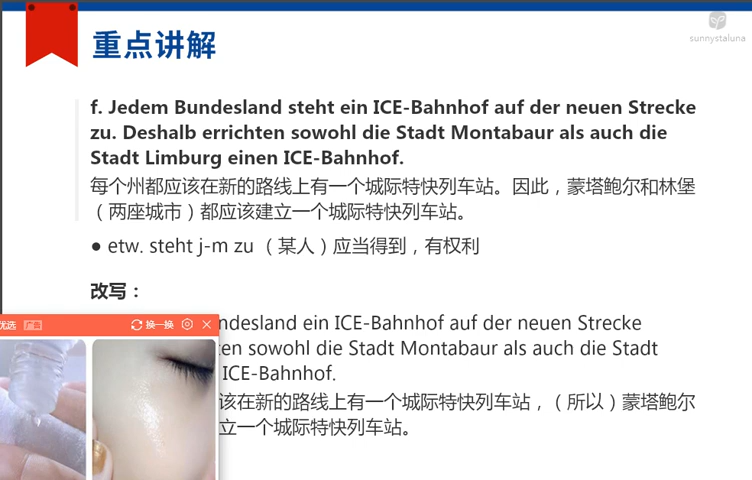 重点讲解
sunnystaluna
f. Jedem Bundesland steht ein ICE-Bahnhof auf der neuen Strecke
zu. Deshalb errichten sowohl die Stadt Montabaur als auch die
Stadt Limburg einen ICE-Bahnhof.
每个州都应该在新的路线上有一个城际特快列车站。因此，蒙塔鲍尔和林堡
（两座城市）都应该建立一个城际特快列车站。
● etw. steht j-m zu （某人）应当得到，有权利
改写：
优选 换一换
ndesland ein ICE-Bahnhof auf der neuen Strecke
ten sowohl die Stadt Montabaur als auch die Stadt
ICE-Bahnhof.
该在新的路线上有一个城际特快列车站，（所以）蒙塔鲍尔
立一个城际特快列车站。